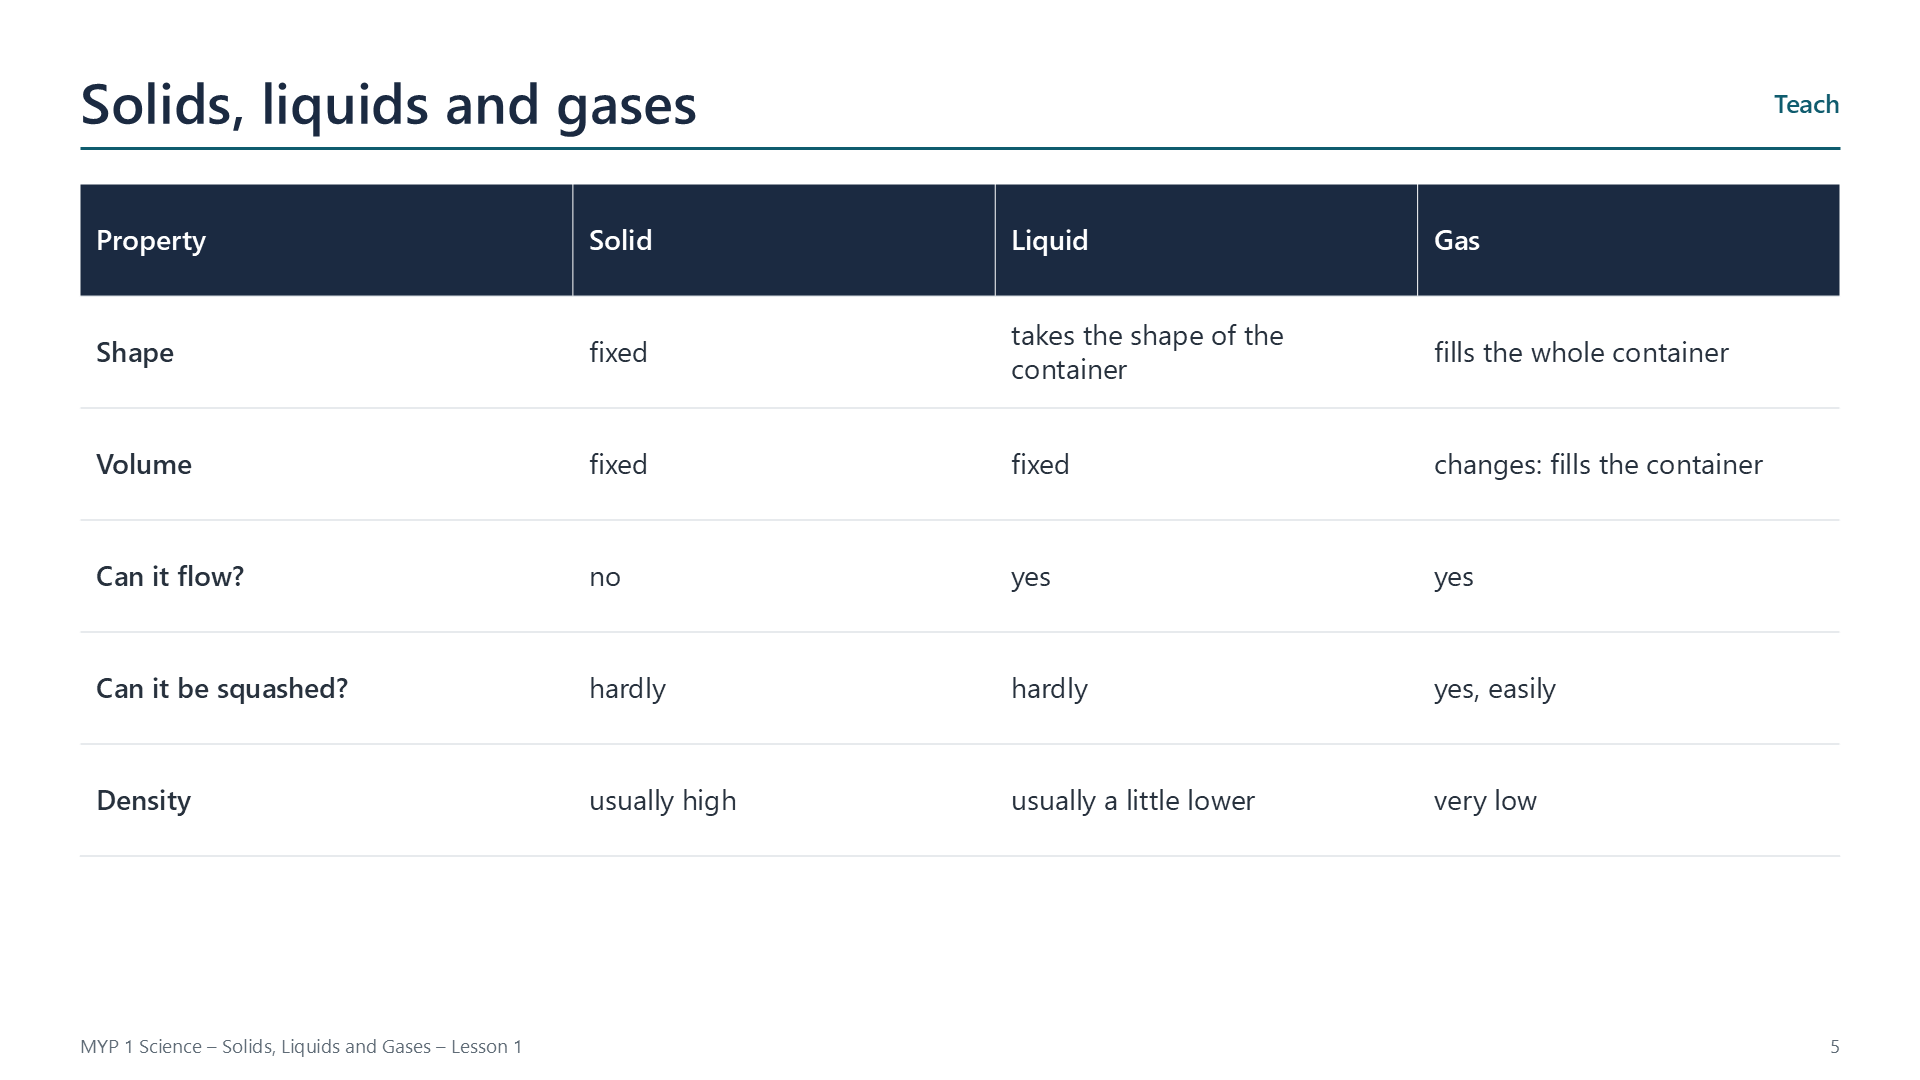 Solids, liquids and gases
Teach
Property Solid Liquid Gas
Shape fixed takes the shape of the container fills the whole container
Volume fixed fixed changes: fills the container
Can it flow? no yes yes
Can it be squashed? hardly hardly yes, easily
Density usually high usually a little lower very low
MYP 1 Science – Solids, Liquids and Gases – Lesson 1
5